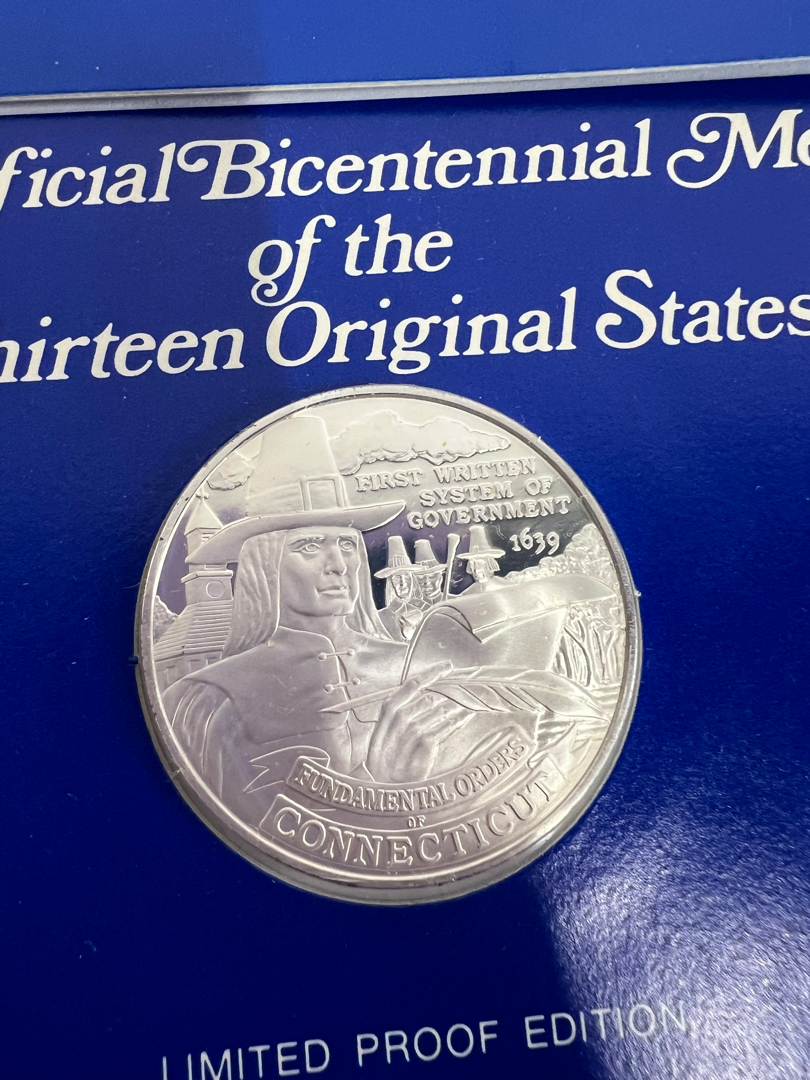 ficial Bicentennial Me
of the
hirteen Original States
FIRST WRITTEN
SYSTEM OF
GOVERNMENT
1639
FUNDAMENTAL ORDERS
OF
CONNECTICUT
LIMITED PROOF EDITION